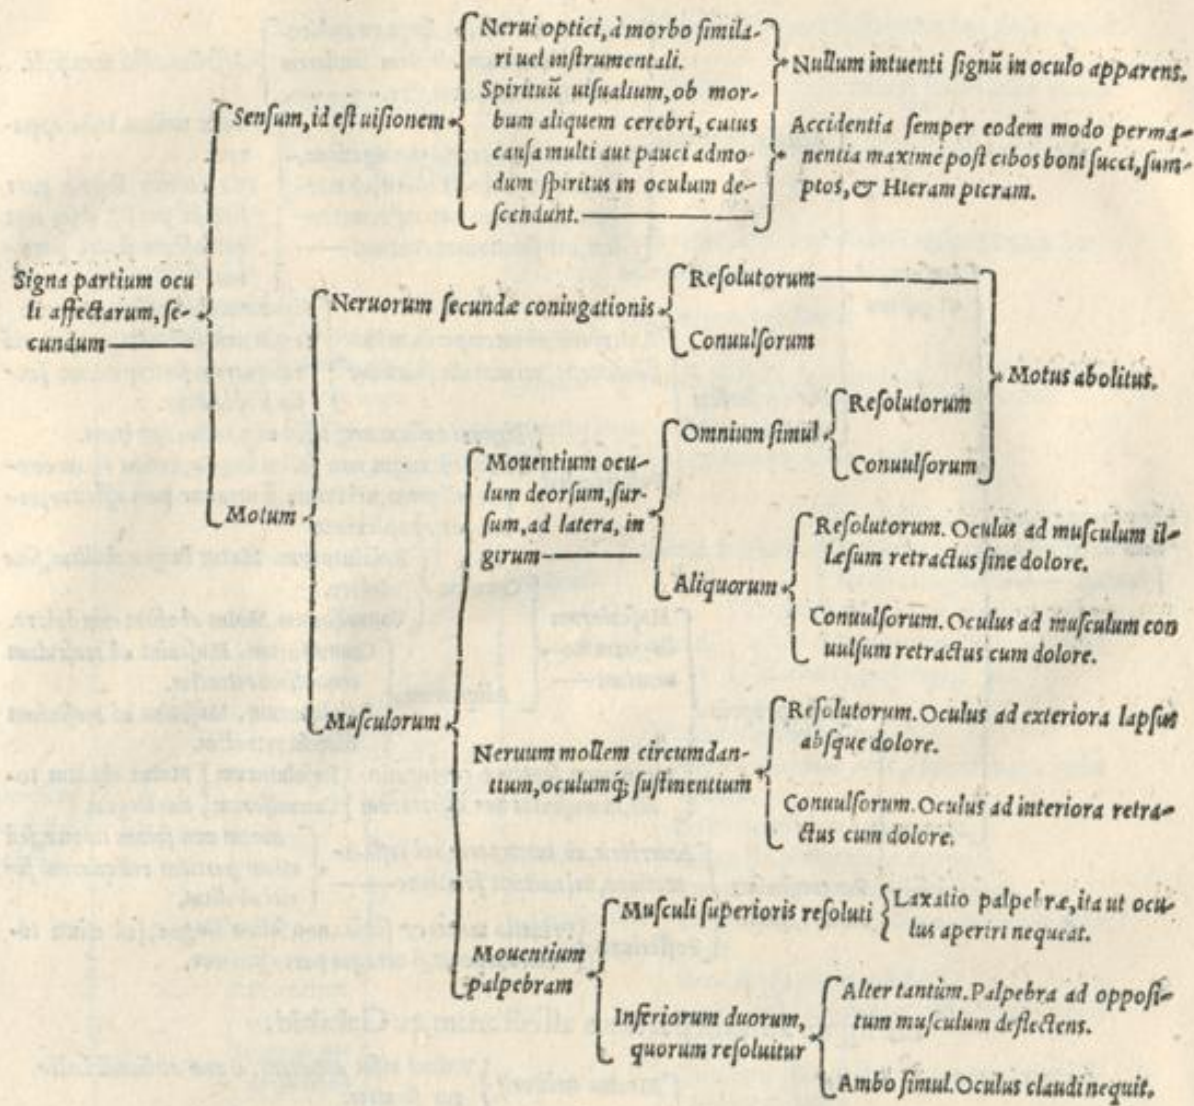 Signa partium ocu
li affectarum, ſe-
cundum
Senſum, id eſt uiſionem
Nerui optici, à morbo ſimila-
ri uel inſtrumentali.
Spirituũ uiſualium, ob mor-
bum aliquem cerebri, cuius
cauſa multi aut pauci admo-
dum ſpiritus in oculum de-
ſcendunt.
Nullum intuenti ſignũ in oculo apparens.
Accidentia ſemper eodem modo perma-
nentia maximè poſt cibos boni ſucci, ſum-
ptos, & Hieram picram.
Motum
Neruorum ſecundæ coniugationis
Reſolutorum
Conuulſorum
Motus abolitus.
Muſculorum
Mouentium ocu-
lum deorſum, ſur-
ſum, ad latera, in
girum
Omnium ſimul
Reſolutorum
Conuulſorum
Aliquorum
Reſolutorum. Oculus ad muſculum il-
læſum retractus ſine dolore.
Conuulſorum. Oculus ad muſculum con
uulſum retractus cum dolore.
Neruum mollem circumdan-
tium, oculumq́; ſuſtinentium
Reſolutorum. Oculus ad exteriora lapſus
abſque dolore.
Conuulſorum. Oculus ad interiora retra-
ctus cum dolore.
Mouentium
palpebram
Muſculi ſuperioris reſoluti
Laxatio palpebræ, ita ut ocu-
lus aperiri nequeat.
Inferiorum duorum,
quorum reſoluitur
Alter tantùm. Palpebra ad oppoſi-
tum muſculum deflectens.
Ambo ſimul. Oculus claudi nequit.